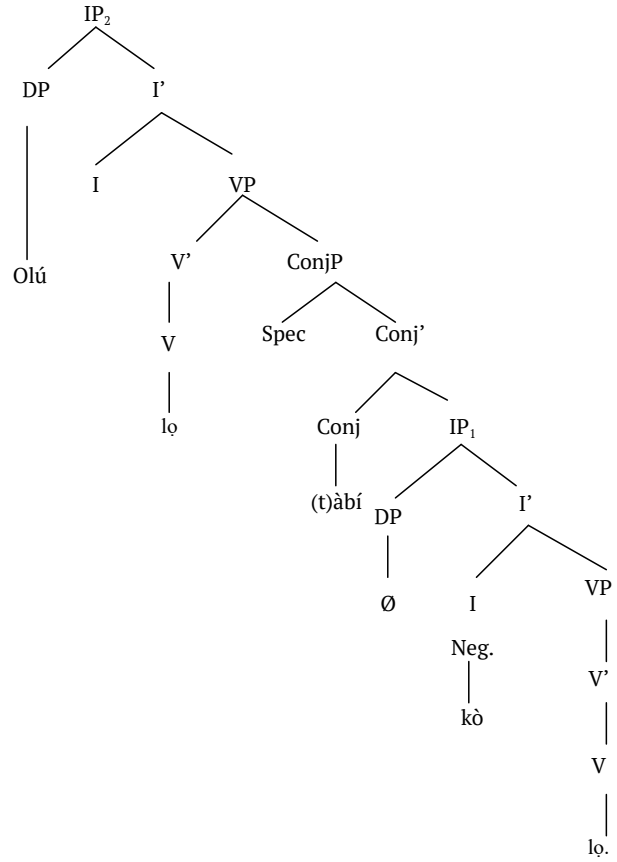 IP₂
DP I’
I VP
Olú V’ ConjP
V Spec Conj’
lọ Conj IP₁
(t)àbí DP I’
Ø I VP
Neg. V’
kò
V
lọ.